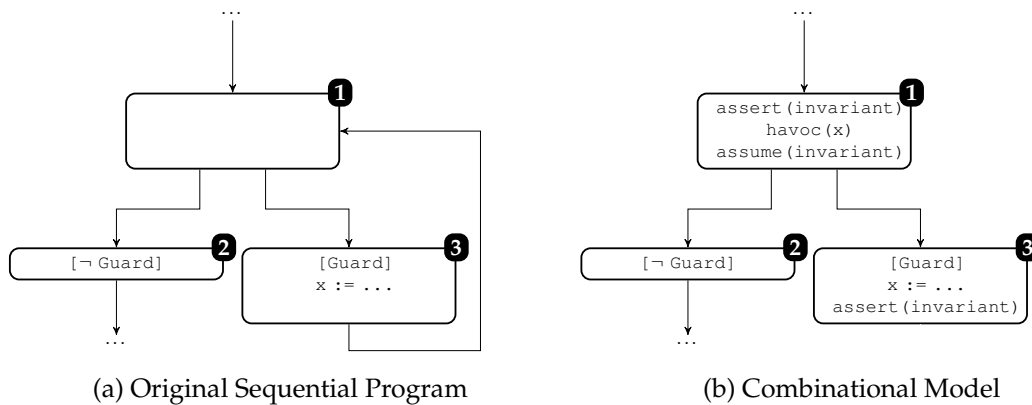 ...
1
2
[¬ Guard]
3
[Guard]
x := ...
...
(a) Original Sequential Program
...
1
assert(invariant)
havoc(x)
assume(invariant)
2
[¬ Guard]
3
[Guard]
x := ...
assert(invariant)
...
(b) Combinational Model